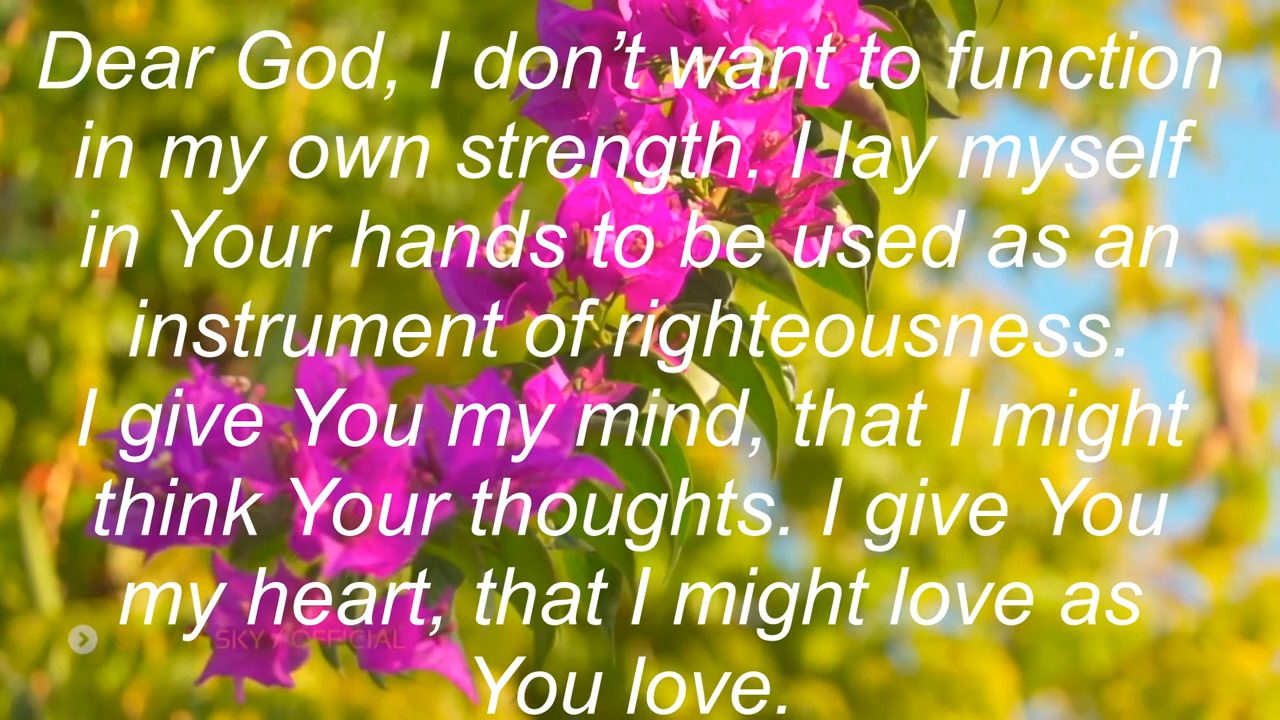 Dear God, I don’t want to function
in my own strength. I lay myself
in Your hands to be used as an
instrument of righteousness.
I give You my mind, that I might
think Your thoughts. I give You
my heart, that I might love as
SKY OFFICIAL
You love.